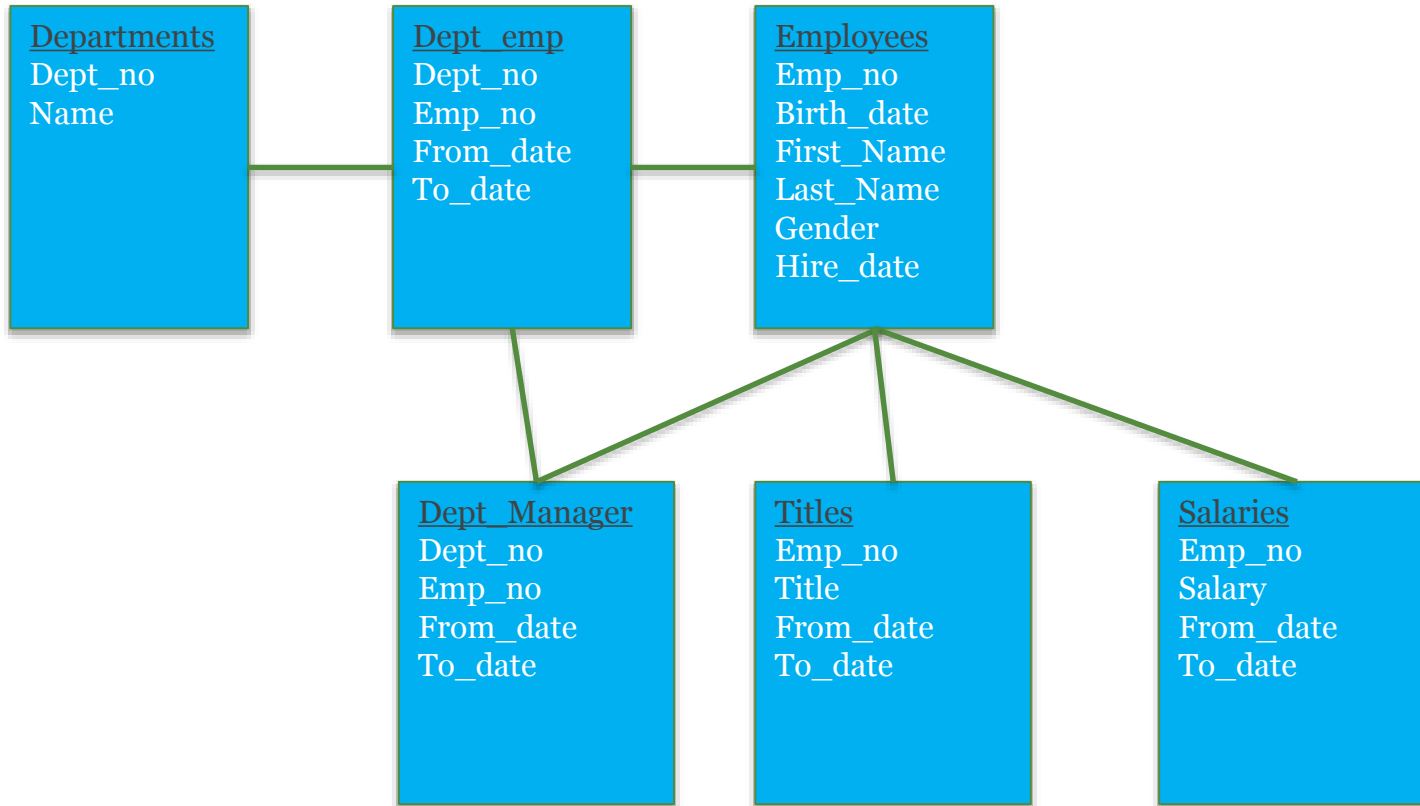 Departments
Dept_no
Name
Dept_emp
Dept_no
Emp_no
From_date
To_date
Employees
Emp_no
Birth_date
First_Name
Last_Name
Gender
Hire_date
Dept_Manager
Dept_no
Emp_no
From_date
To_date
Titles
Emp_no
Title
From_date
To_date
Salaries
Emp_no
Salary
From_date
To_date